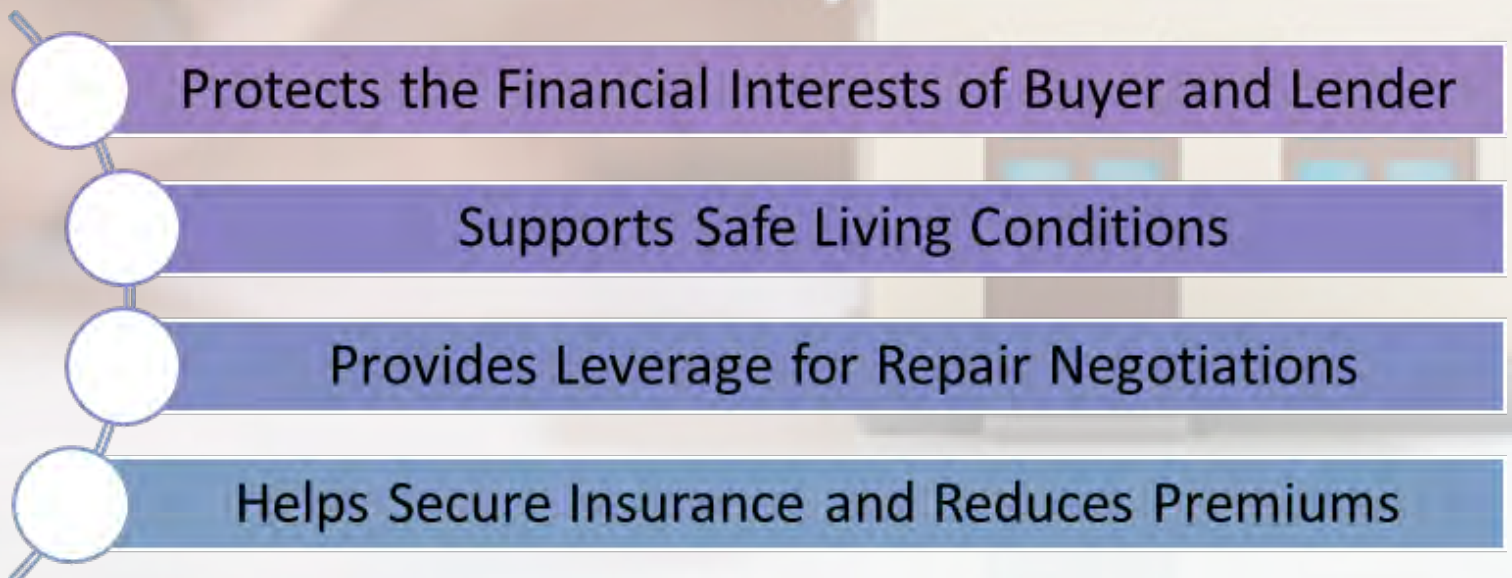 Protects the Financial Interests of Buyer and Lender
Supports Safe Living Conditions
Provides Leverage for Repair Negotiations
Helps Secure Insurance and Reduces Premiums